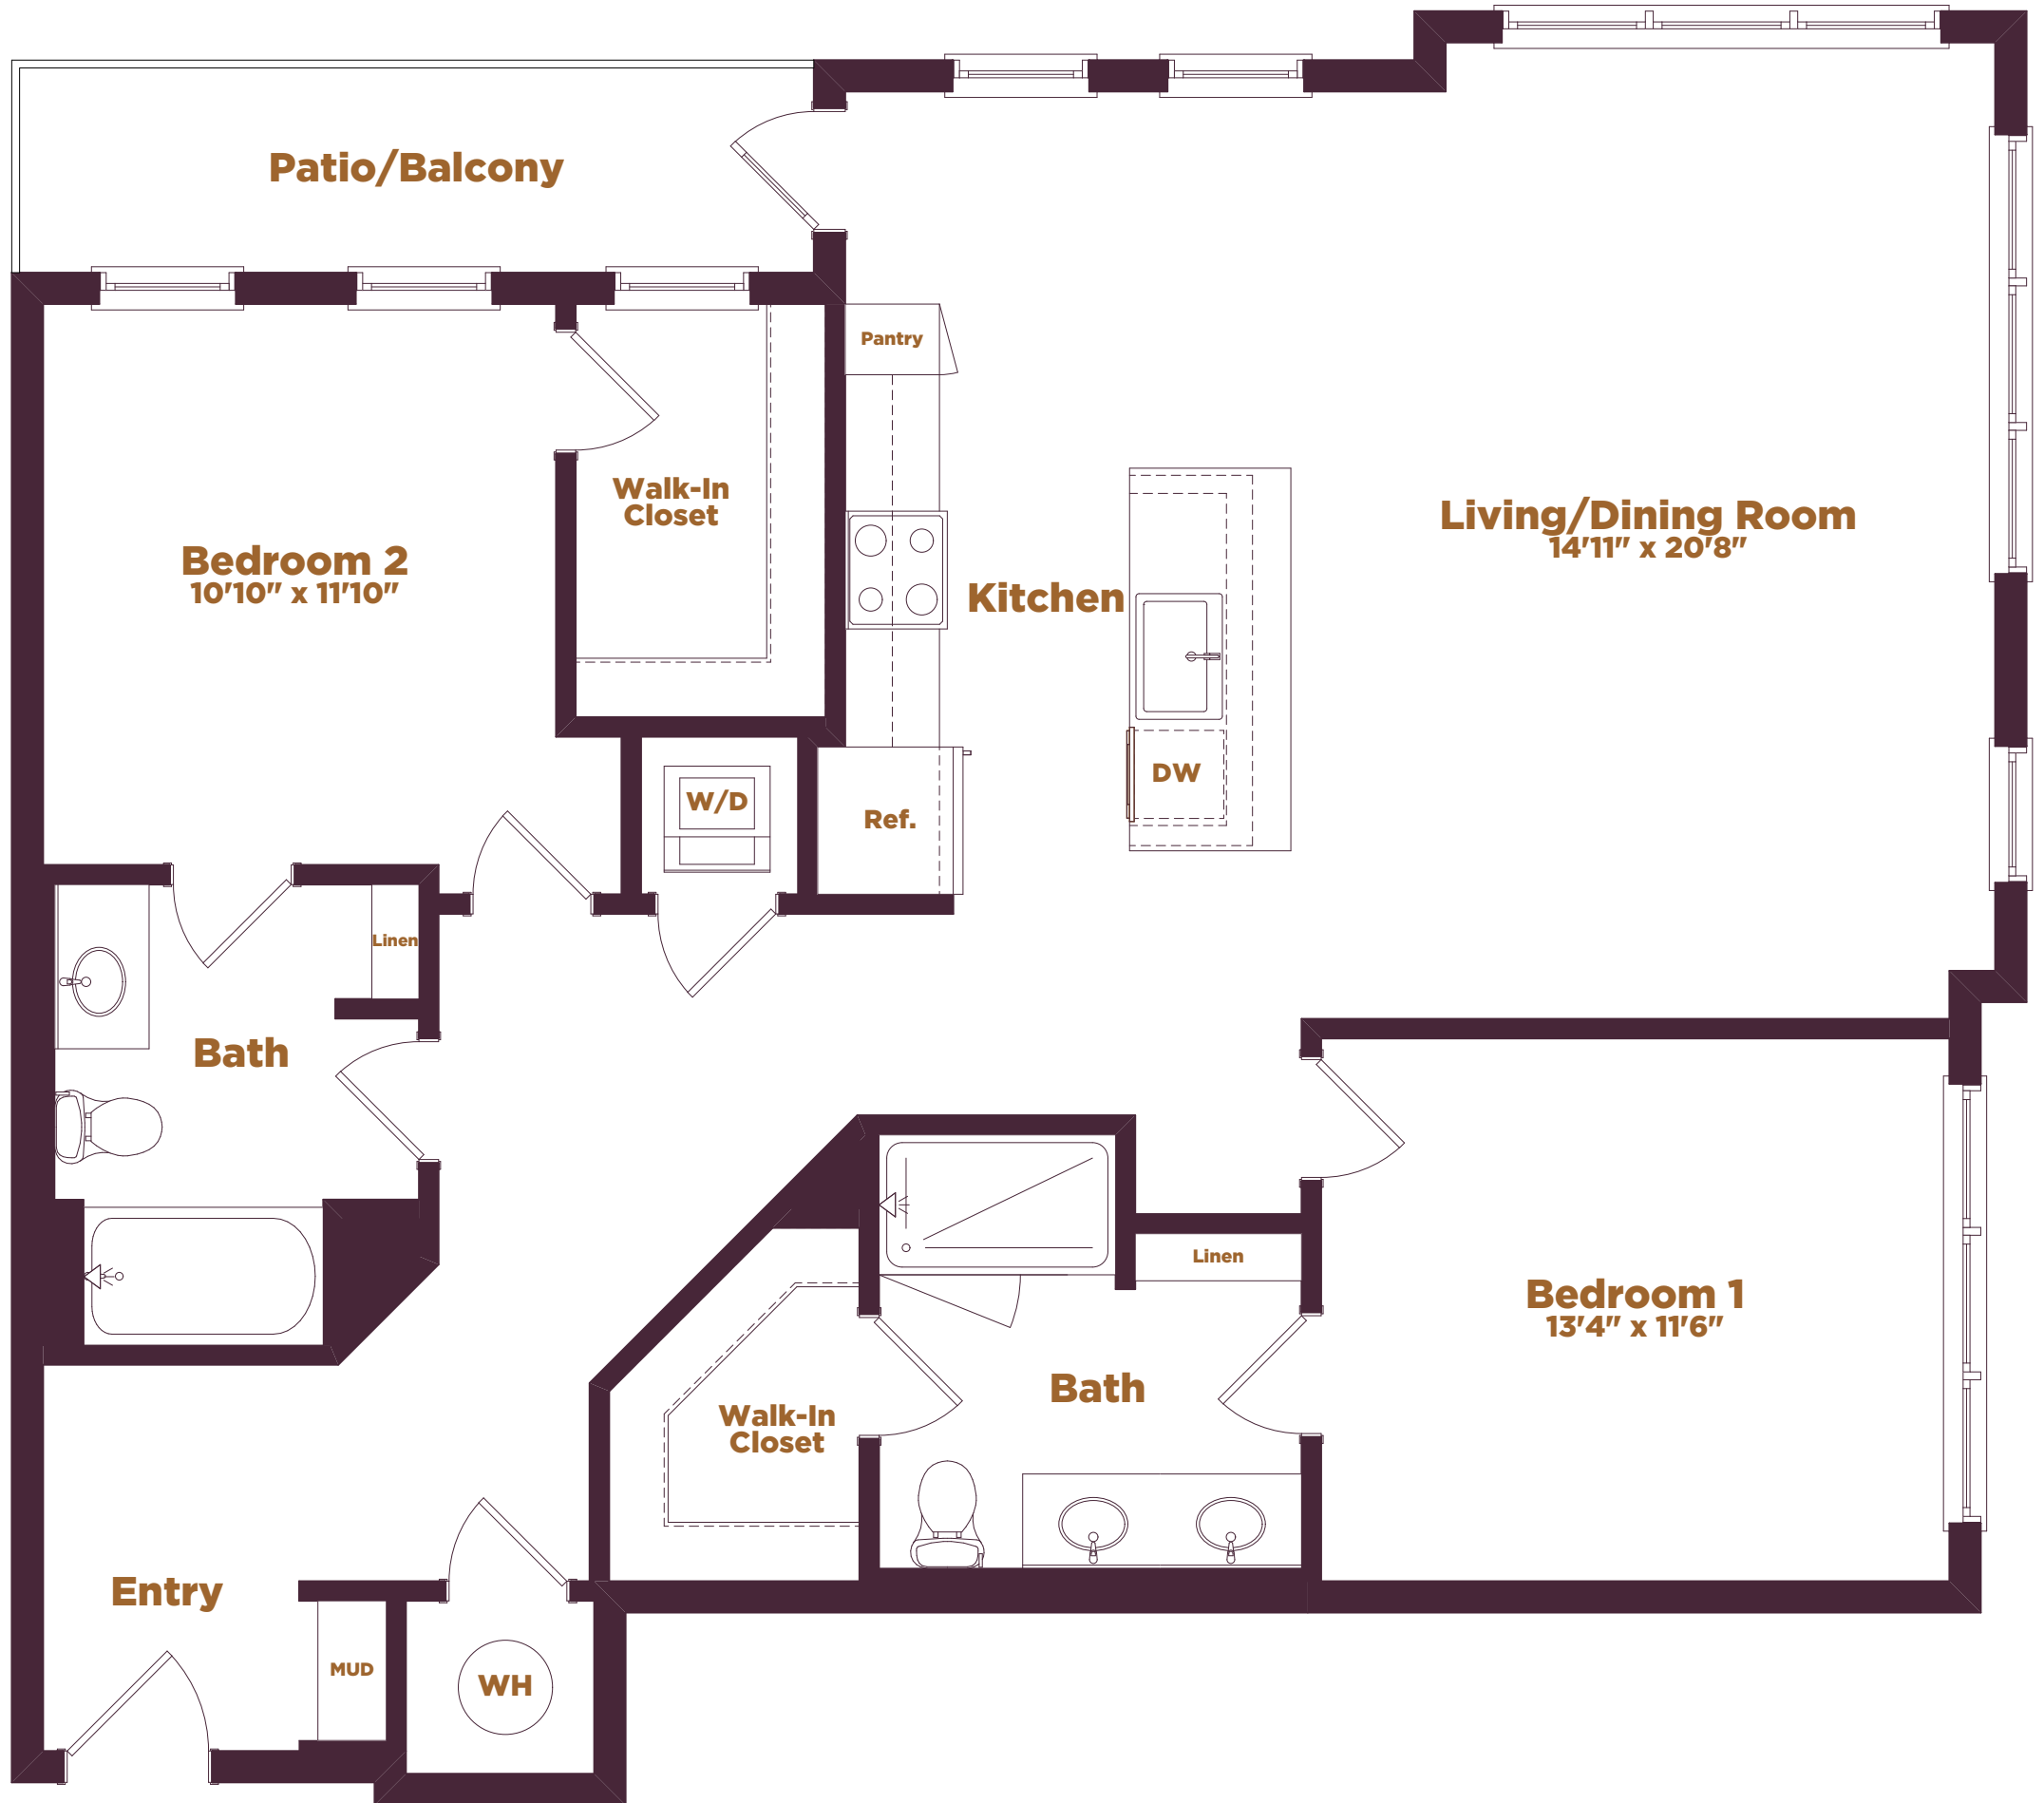 Patio/Balcony
Pantry
Walk-In
Closet
Bedroom 2
10'10" x 11'10"
Kitchen
Living/Dining Room
14'11" x 20'8"
W/D
DW
Ref.
Linen
Bath
Linen
Bedroom 1
13'4" x 11'6"
Bath
Walk-In
Closet
Entry
MUD
WH